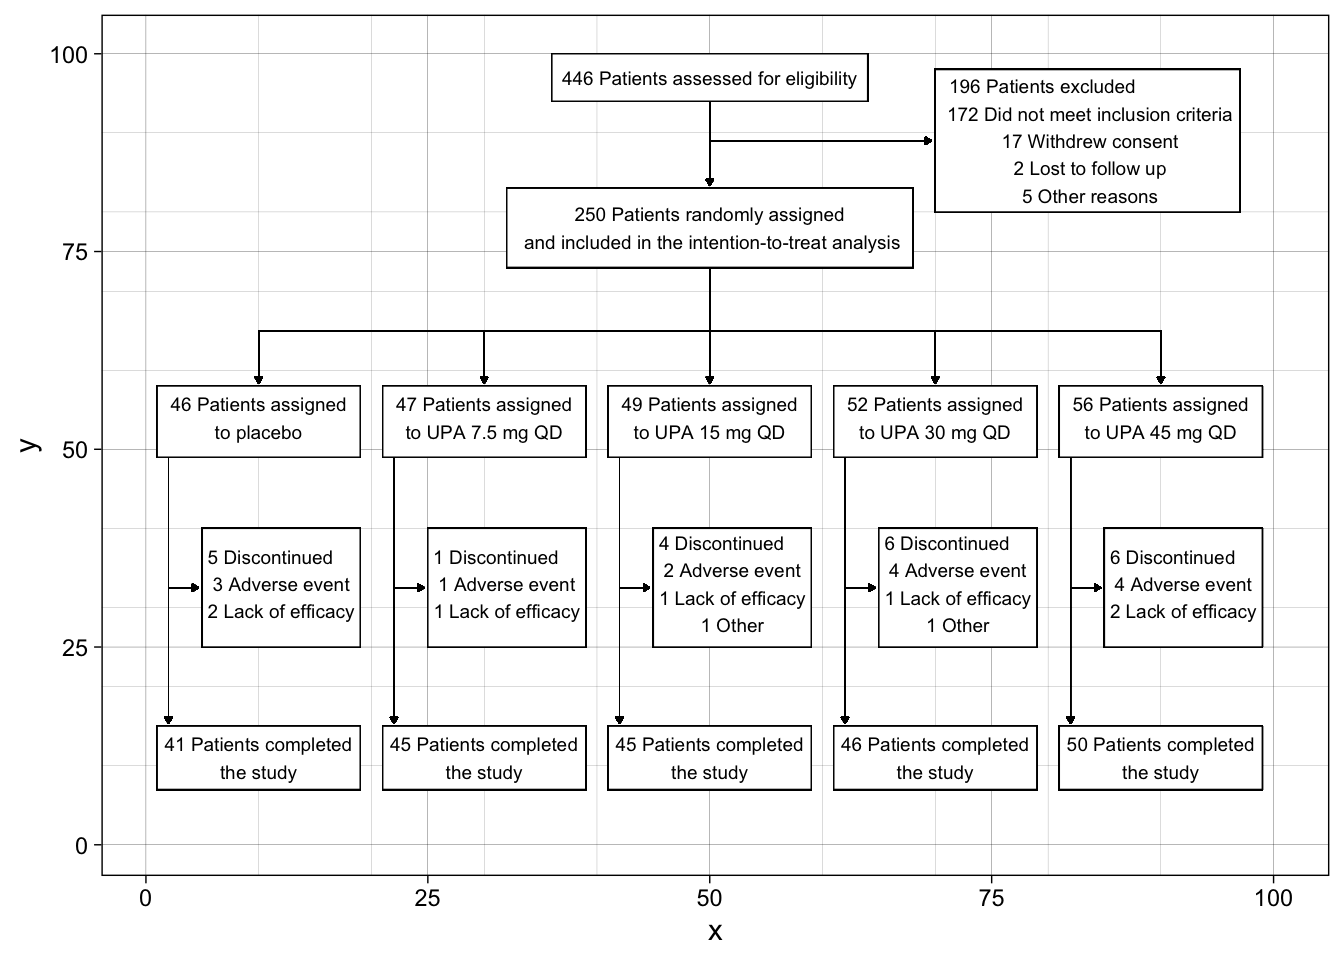 446 Patients assessed for eligibility
196 Patients excluded
172 Did not meet inclusion criteria
17 Withdrew consent
2 Lost to follow up
5 Other reasons
250 Patients randomly assigned
and included in the intention-to-treat analysis
46 Patients assigned
to placebo
47 Patients assigned
to UPA 7.5 mg QD
49 Patients assigned
to UPA 15 mg QD
52 Patients assigned
to UPA 30 mg QD
56 Patients assigned
to UPA 45 mg QD
5 Discontinued
3 Adverse event
2 Lack of efficacy
1 Discontinued
1 Adverse event
1 Lack of efficacy
4 Discontinued
2 Adverse event
1 Lack of efficacy
1 Other
6 Discontinued
4 Adverse event
1 Lack of efficacy
1 Other
6 Discontinued
4 Adverse event
2 Lack of efficacy
41 Patients completed
the study
45 Patients completed
the study
45 Patients completed
the study
46 Patients completed
the study
50 Patients completed
the study
100
75
50
25
0
y
0
25
50
75
100
x